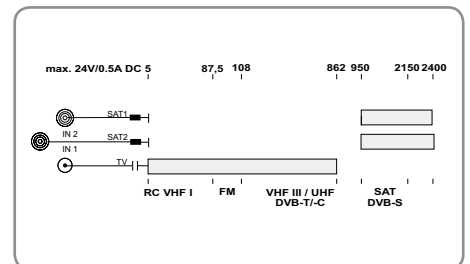 max. 24V/0.5A DC 5 87,5 108 862 950 2150 2400
SAT1
IN 2
SAT2
IN 1
TV
RC VHF I FM VHF III / UHF SAT
DVB-T/-C DVB-S